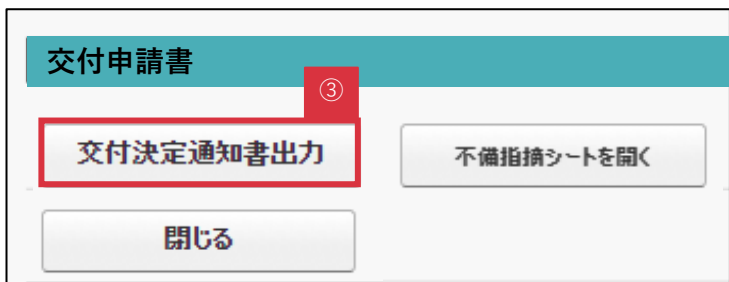 交付申請書
③
交付決定通知書出力
不備指摘シートを開く
閉じる